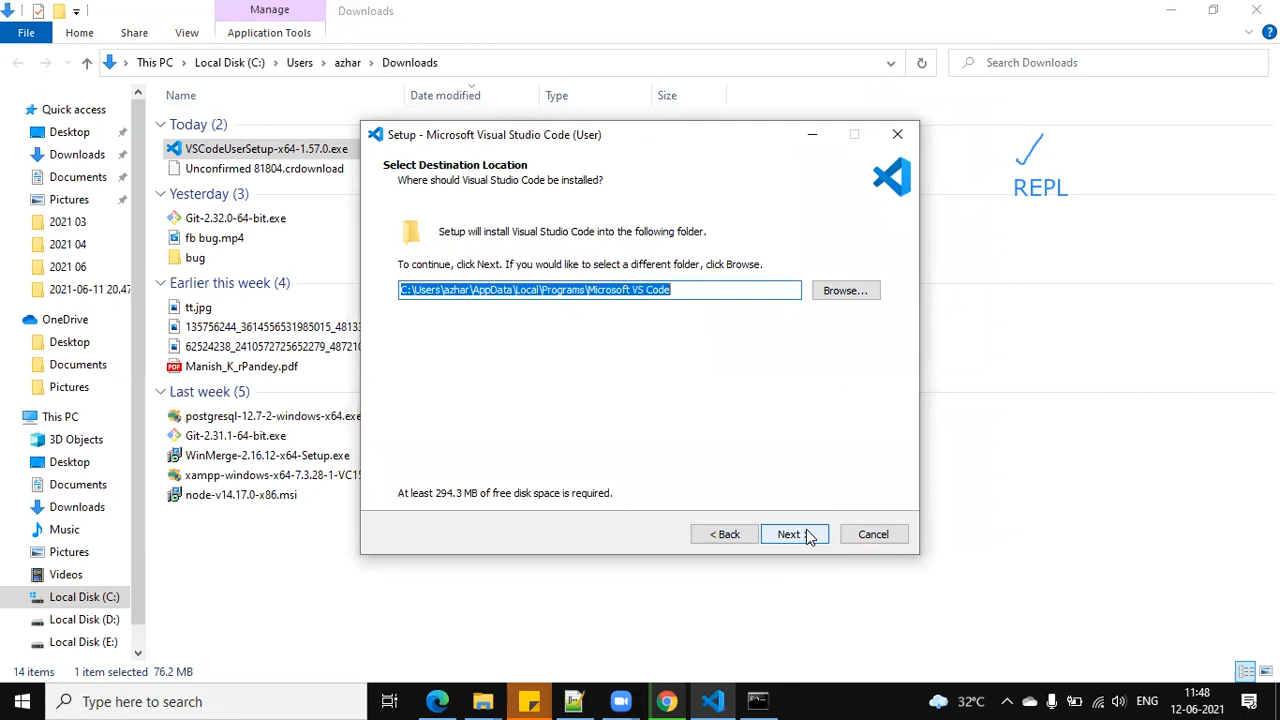 Manage
Downloads
File
Home
Share
View
Application Tools
This PC
Local Disk (C:)
Users
azhar
Downloads
Search Downloads
Name
Date modified
Type
Size
Quick access
Desktop
Downloads
Documents
Pictures
2021 03
2021 04
2021 06
2021-06-11 20.47
OneDrive
Desktop
Documents
Pictures
This PC
3D Objects
Desktop
Documents
Downloads
Music
Pictures
Videos
Local Disk (C:)
Local Disk (D:)
Local Disk (E:)
Today (2)
VSCodeUserSetup-x64-1.57.0.exe
Unconfirmed 81804.crdownload
Yesterday (3)
Git-2.32.0-64-bit.exe
fb bug.mp4
bug
Earlier this week (4)
tt.jpg
135756244_3614556531985015_48133
62524238_2410572725652279_487210
Manish_K_rPandey.pdf
Last week (5)
postgresql-12.7-2-windows-x64.exe
Git-2.31.1-64-bit.exe
WinMerge-2.16.12-x64-Setup.exe
xampp-windows-x64-7.3.28-1-VC15
node-v14.17.0-x86.msi
Setup - Microsoft Visual Studio Code (User)
Select Destination Location
Where should Visual Studio Code be installed?
Setup will install Visual Studio Code into the following folder.
To continue, click Next. If you would like to select a different folder, click Browse.
C:\Users\azhar\AppData\Local\Programs\Microsoft VS Code
Browse...
At least 294.3 MB of free disk space is required.
< Back
Next
Cancel
REPL
14 items
1 item selected 76.2 MB
Type here to search
32°C
ENG
11:48
12-06-2021